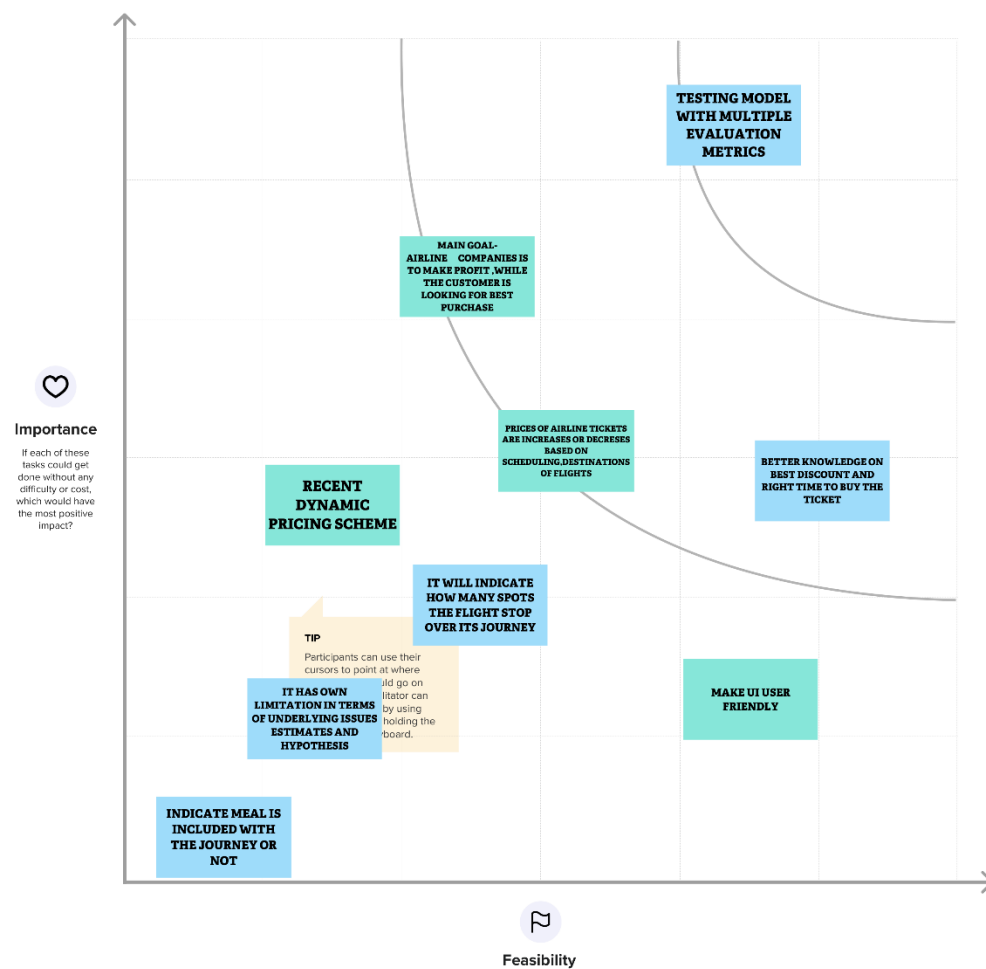 TESTING MODEL
WITH MULTIPLE
EVALUATION
METRICS
MAIN GOAL-
AIRLINE COMPANIES IS
TO MAKE PROFIT ,WHILE
THE CUSTOMER IS
LOOKING FOR BEST
PURCHASE
Importance
If each of these
tasks could get
done without any
difficulty or cost,
which would have
the most positive
impact?
PRICES OF AIRLINE TICKETS
ARE INCREASES OR DECRESES
BASED ON
SCHEDULING,DESTINATIONS
OF FLIGHTS
BETTER KNOWLEDGE ON
BEST DISCOUNT AND
RIGHT TIME TO BUY THE
TICKET
RECENT
DYNAMIC
PRICING SCHEME
IT WILL INDICATE
HOW MANY SPOTS
THE FLIGHT STOP
OVER ITS JOURNEY
TIP
Participants can use their
cursors to point at where
go on
can
by using
holding the
IT HAS OWN
LIMITATION IN TERMS
OF UNDERLYING ISSUES
ESTIMATES AND
HYPOTHESIS
MAKE UI USER
FRIENDLY
INDICATE MEAL IS
INCLUDED WITH
THE JOURNEY OR
NOT
Feasibility